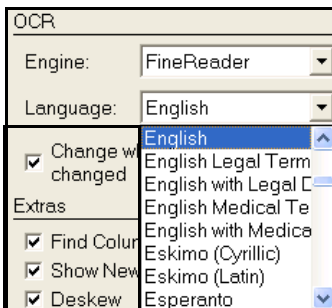 OCR
Engine: FineReader
Language: English
English
Change
changed
English Legal Term
English with Legal
English Medical Te
English with Medica
Extras
Eskimo (Cyrillic)
Find
Eskimo (Latin)
Show New
Deskew Esperanto